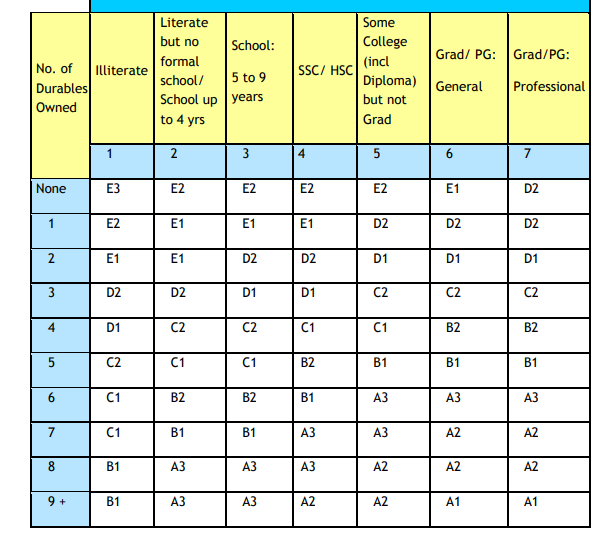 No. of Durables Owned | Illiterate | Literate but no formal school/ School up to 4 yrs | School: 5 to 9 years | SSC/ HSC | Some College (incl Diploma) but not Grad | Grad/ PG: General | Grad/PG: Professional
1 | 2 | 3 | 4 | 5 | 6 | 7
None | E3 | E2 | E2 | E2 | E2 | E1 | D2
1 | E2 | E1 | E1 | E1 | D2 | D2 | D2
2 | E1 | E1 | D2 | D2 | D1 | D1 | D1
3 | D2 | D2 | D1 | D1 | C2 | C2 | C2
4 | D1 | C2 | C2 | C1 | C1 | B2 | B2
5 | C2 | C1 | C1 | B2 | B1 | B1 | B1
6 | C1 | B2 | B2 | B1 | A3 | A3 | A3
7 | C1 | B1 | B1 | A3 | A3 | A2 | A2
8 | B1 | A3 | A3 | A3 | A2 | A2 | A2
9 + | B1 | A3 | A3 | A2 | A2 | A1 | A1